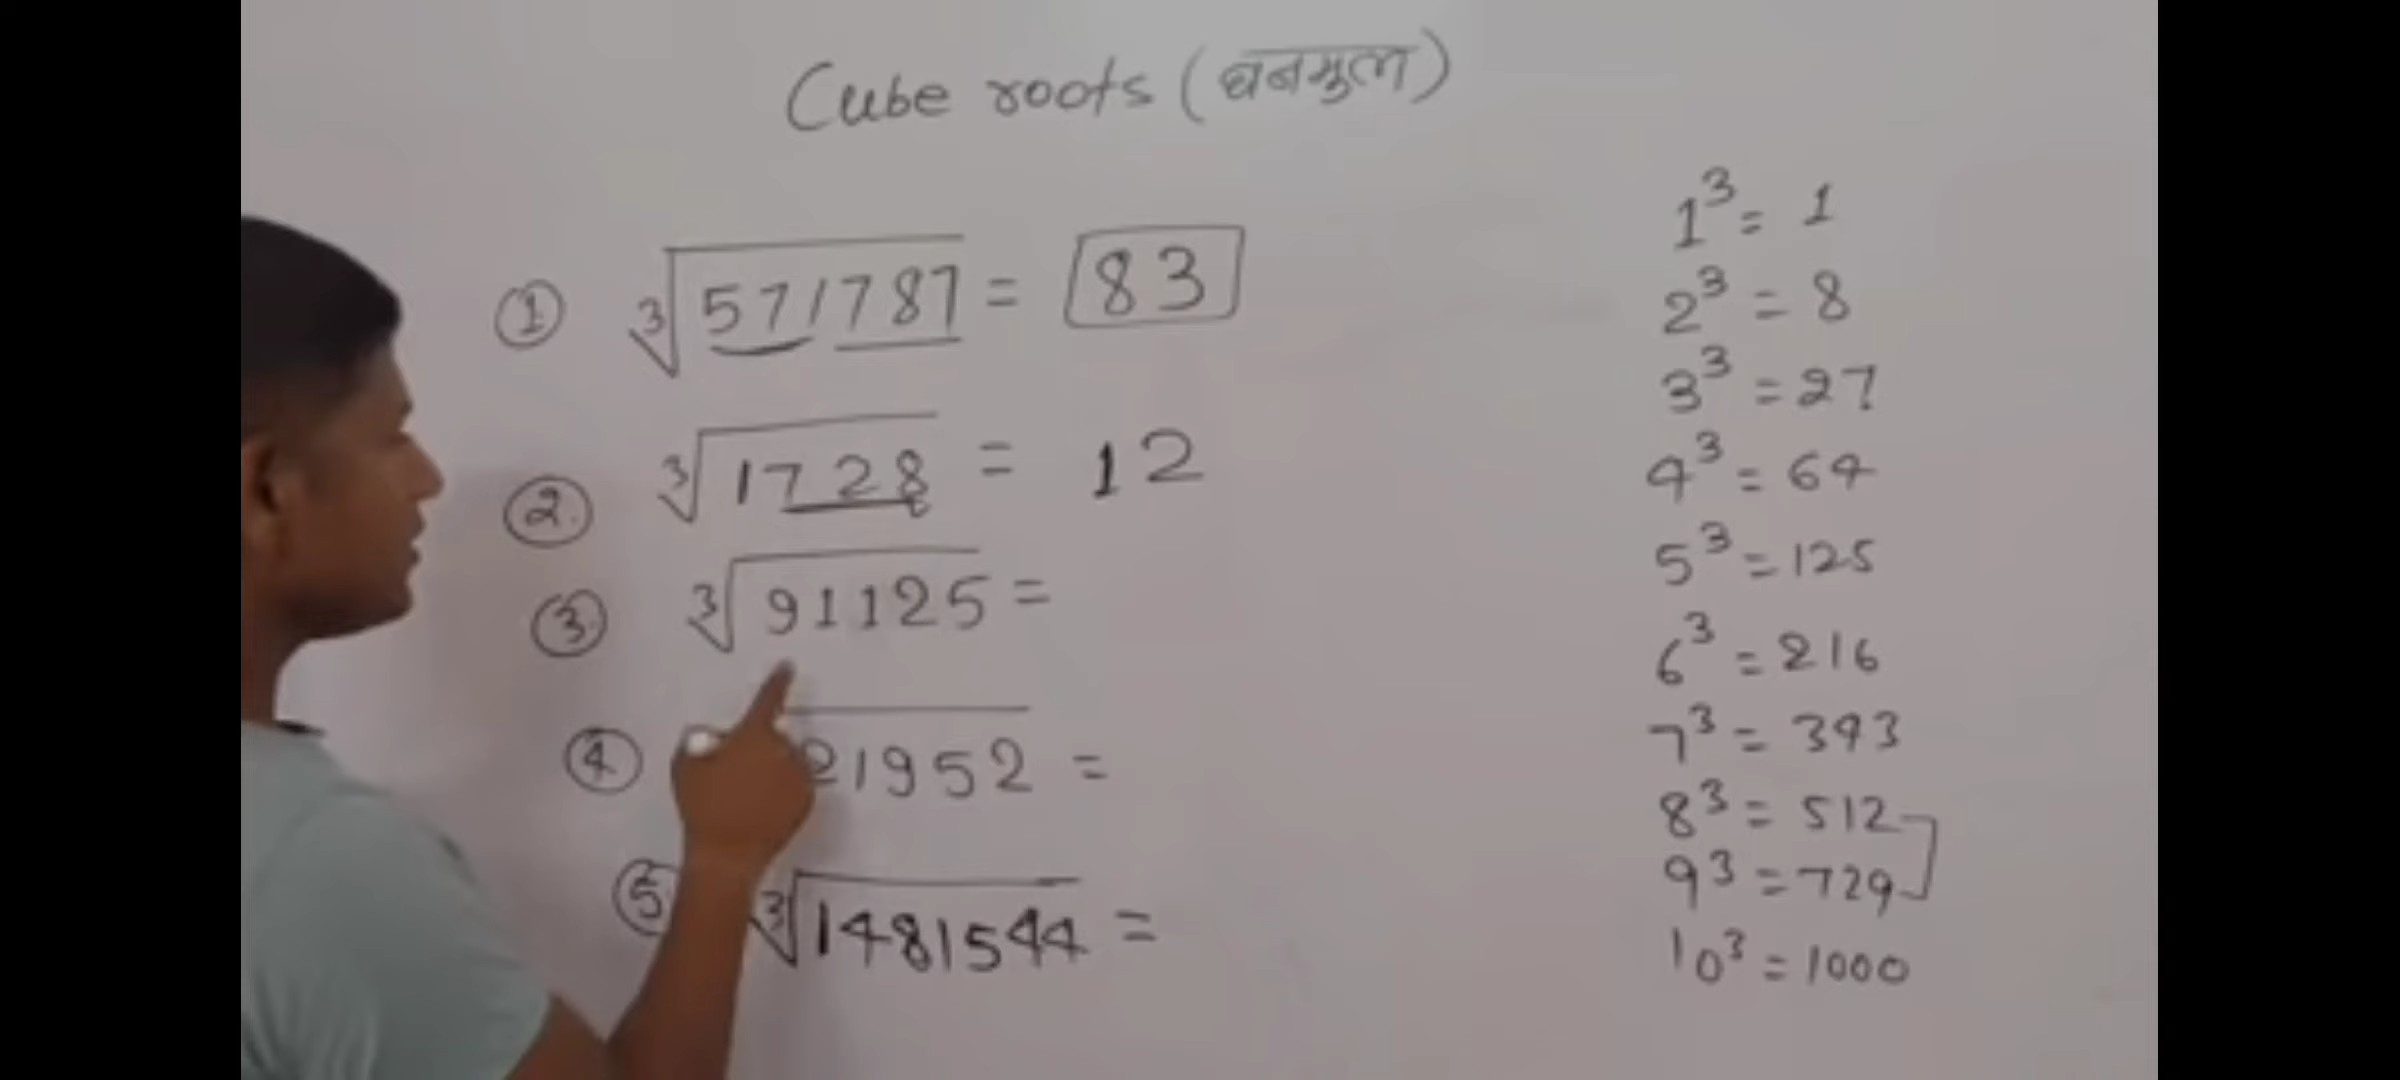 Cube roots (घनमुल)
① ∛571787 = 83
② ∛1728 = 12
③ ∛91125 =
④ 21952 =
⑤ ∛1481544 =
1³ = 1
2³ = 8
3³ = 27
4³ = 64
5³ = 125
6³ = 216
7³ = 343
8³ = 512
9³ = 729
10³ = 1000